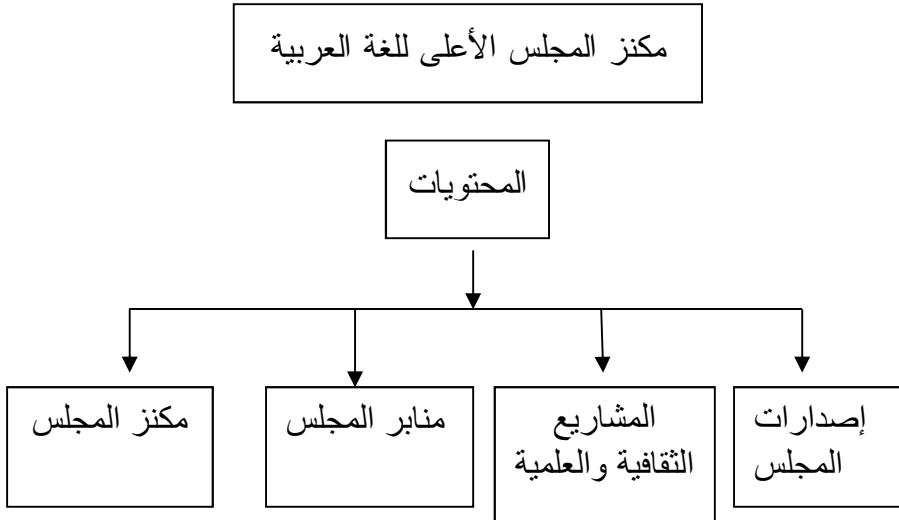 مكنز المجلس الأعلى للغة العربية
المحتويات
إصدارات
المجلس
المشاريع
الثقافية والعلمية
منابر المجلس
مكنز المجلس